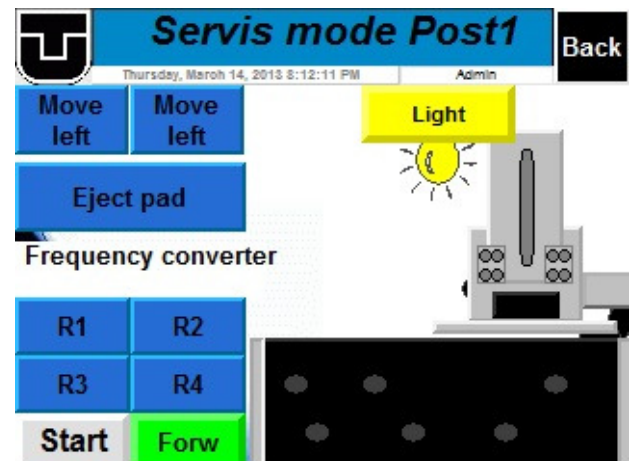 Servis mode Post1
Back
Thursday, March 14, 2013 8:12:11 PM
Admin
Move left
Move left
Light
Eject pad
Frequency converter
R1
R2
R3
R4
Start
Forw